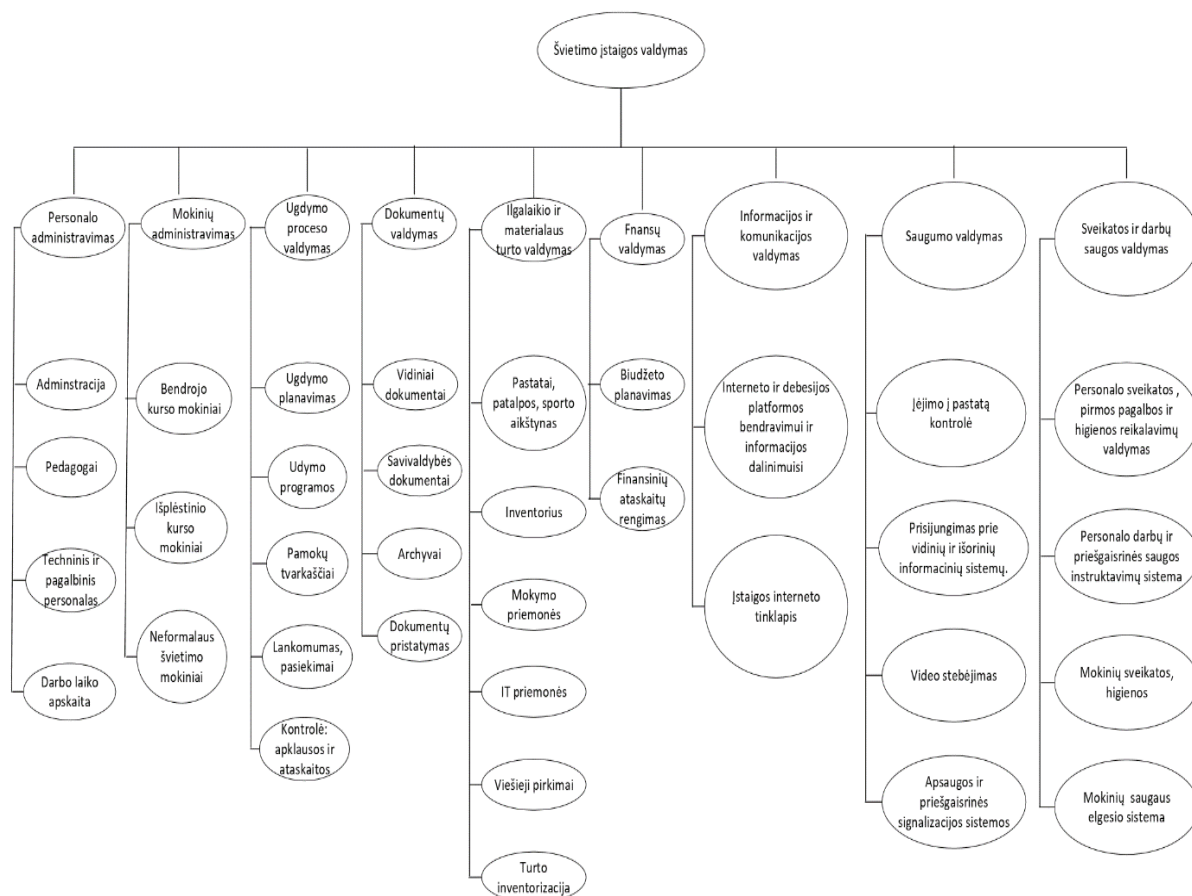 Švietimo įstaigos valdymas
Personalo
administravimas
Mokinių
administravimas
Ugdymo
proceso
valdymas
Dokumentų
valdymas
Ilgalaikio ir
materialaus
turto valdymas
Fnansų
valdymas
Informacijos ir
komunikacijos
valdymas
Saugumo valdymas
Sveikatos ir darbų
saugos valdymas
Adminstracija
Pedagogai
Techninis ir
pagalbinis
personalas
Darbo laiko
apskaita
Bendrojo
kurso mokiniai
Išplėstinio
kurso
mokiniai
Neformalaus
švietimo
mokiniai
Ugdymo
planavimas
Udymo
programos
Pamokų
tvarkaščiai
Lankomumas,
pasiekimai
Kontrolė:
apklausos ir
ataskaitos
Vidiniai
dokumentai
Savivaldybės
dokumentai
Archyvai
Dokumentų
pristatymas
Pastatai,
patalpos, sporto
aikštynas
Inventorius
Mokymo
priemonės
IT priemonės
Viešieji pirkimai
Turto
inventorizacija
Biudžeto
planavimas
Finansinių
ataskaitų
rengimas
Interneto ir debesijos
platformos
bendravimui ir
informacijos
dalinimuisi
Įstaigos interneto
tinklapis
Įėjimo į pastatą
kontrolė
Prisijungimas prie
vidinių ir išorinių
informacinių sistemų.
Video stebėjimas
Apsaugos ir
priešgaisrinės
signalizacijos sistemos
Personalo sveikatos ,
pirmos pagalbos ir
higienos reikalavimų
valdymas
Personalo darbų ir
priešgaisrinės saugos
instruktavimų sistema
Mokinių sveikatos,
higienos
Mokinių  saugaus
elgesio sistema